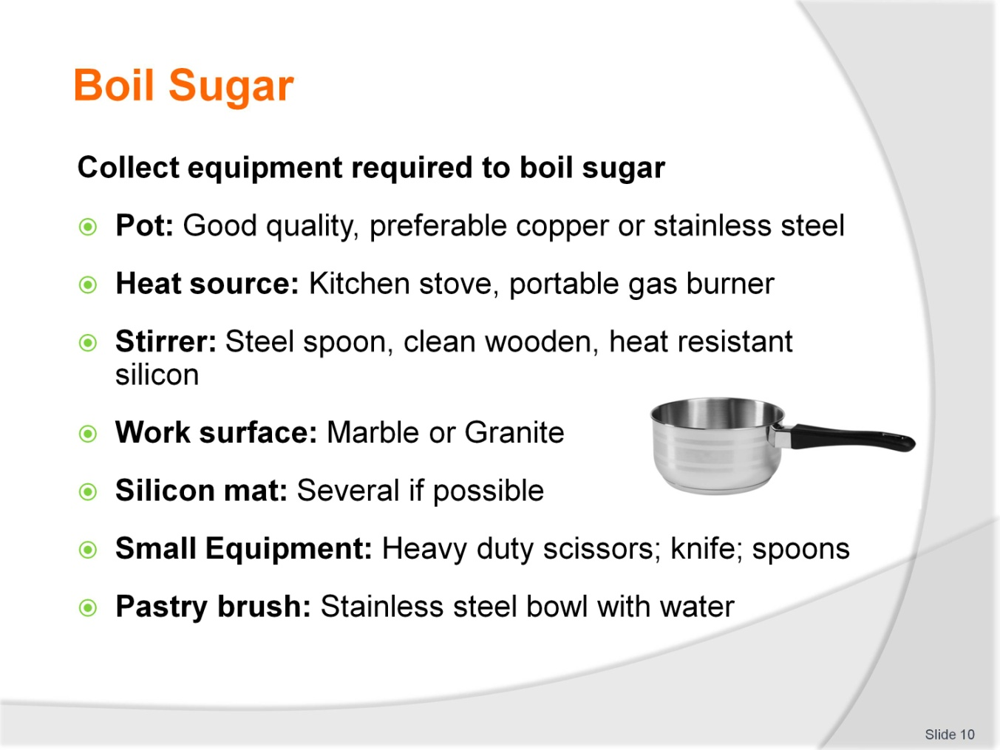 Boil Sugar
Collect equipment required to boil sugar
Pot: Good quality, preferable copper or stainless steel
Heat source: Kitchen stove, portable gas burner
Stirrer: Steel spoon, clean wooden, heat resistant
silicon
Work surface: Marble or Granite
Silicon mat: Several if possible
Small Equipment: Heavy duty scissors; knife; spoons
Pastry brush: Stainless steel bowl with water
Slide 10